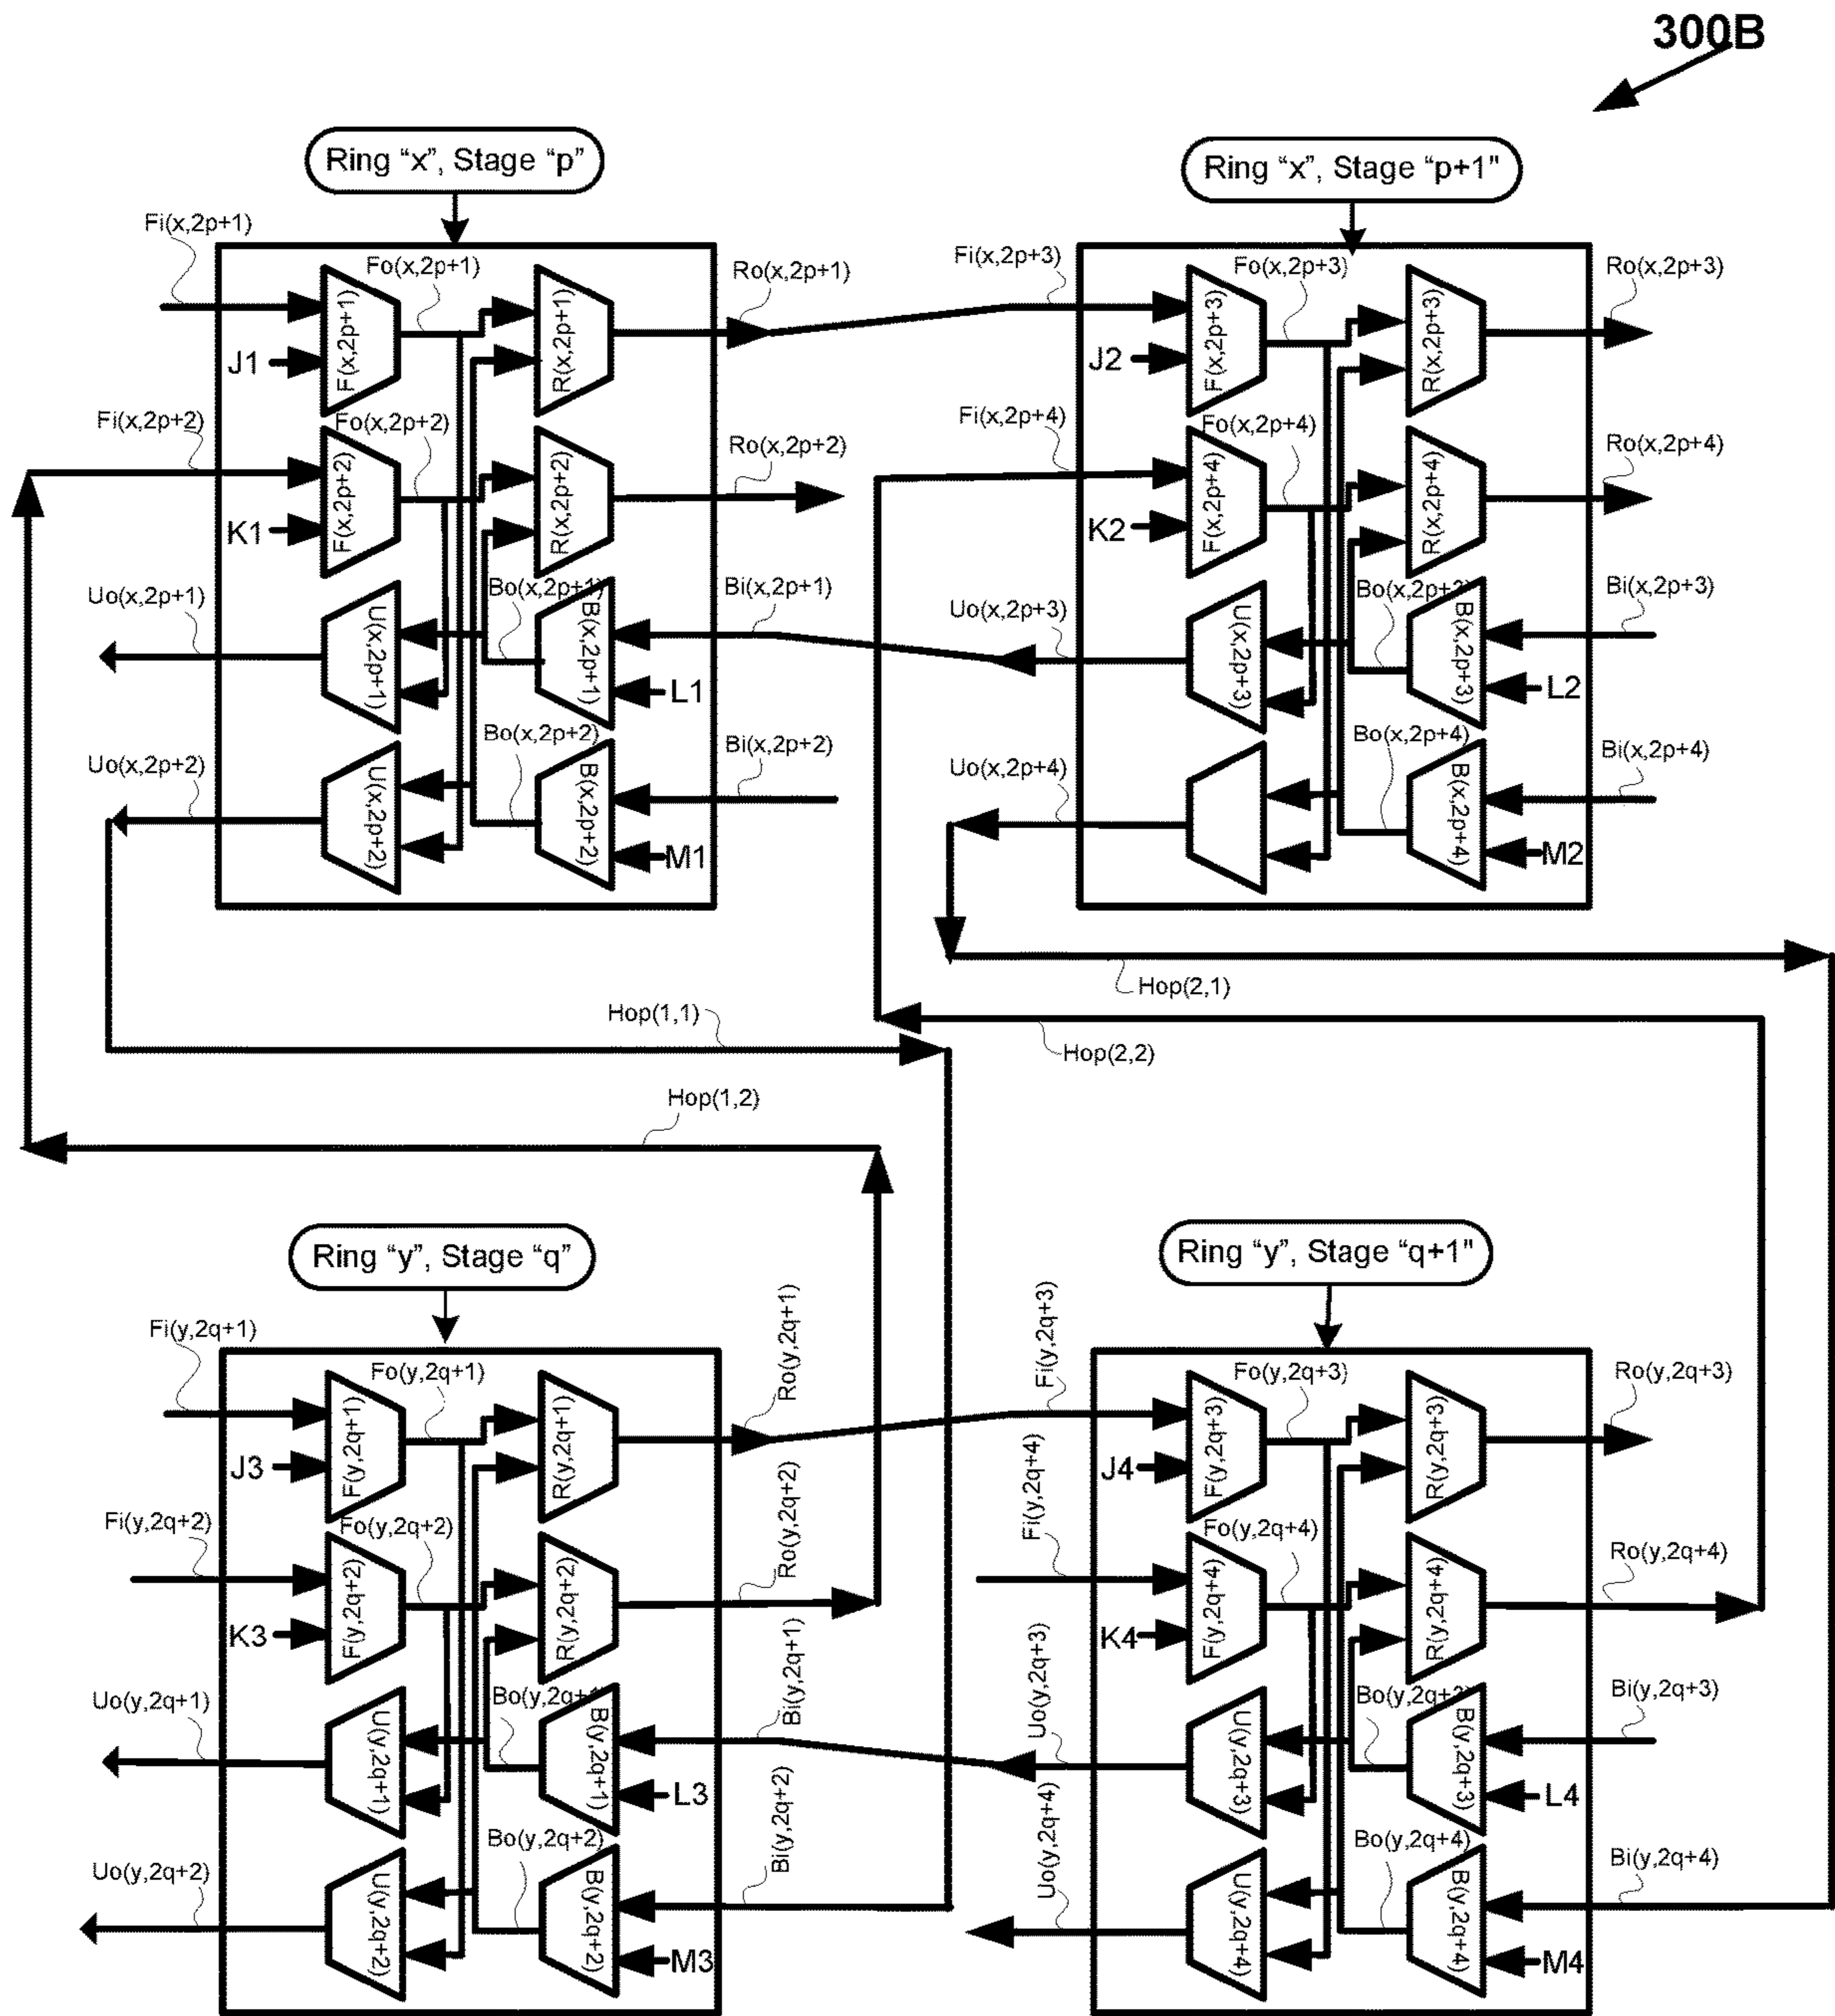 300B
Ring “x”, Stage “p”
Ring “x”, Stage “p+1"
Fi(x,2p+1)
Fo(x,2p+1)
Ro(x,2p+1)
F(x,2p+1)
R(x,2p+1)
J1
Fi(x,2p+2)
Fo(x,2p+2)
Ro(x,2p+2)
F(x,2p+2)
R(x,2p+2)
K1
Uo(x,2p+1)
Bo(x,2p+1)
Bi(x,2p+1)
U(x,2p+1)
B(x,2p+1)
L1
Uo(x,2p+2)
Bo(x,2p+2)
Bi(x,2p+2)
U(x,2p+2)
B(x,2p+2)
M1
Fi(x,2p+3)
Fo(x,2p+3)
Ro(x,2p+3)
F(x,2p+3)
R(x,2p+3)
J2
Fi(x,2p+4)
Fo(x,2p+4)
Ro(x,2p+4)
F(x,2p+4)
R(x,2p+4)
K2
Uo(x,2p+3)
Bi(x,2p+3)
U(x,2p+3)
B(x,2p+3)
L2
Uo(x,2p+4)
Bo(x,2p+4)
Bi(x,2p+4)
B(x,2p+4)
M2
Hop(2,1)
Hop(1,1)
Hop(2,2)
Hop(1,2)
Ring “y”, Stage “q”
Ring “y”, Stage “q+1"
Fi(y,2q+1)
Fo(y,2q+1)
Ro(y,2q+1)
F(y,2q+1)
R(y,2q+1)
J3
Fi(y,2q+2)
Fo(y,2q+2)
Ro(y,2q+2)
F(y,2q+2)
R(y,2q+2)
K3
Uo(y,2q+1)
Bi(y,2q+1)
U(y,2q+1)
B(y,2q+1)
L3
Uo(y,2q+2)
Bo(y,2q+2)
Bi(y,2q+2)
U(y,2q+2)
B(y,2q+2)
M3
Fi(y,2q+3)
Fo(y,2q+3)
Ro(y,2q+3)
F(y,2q+3)
R(y,2q+3)
J4
Fi(y,2q+4)
Fo(y,2q+4)
Ro(y,2q+4)
F(y,2q+4)
R(y,2q+4)
K4
Uo(y,2q+3)
Bi(y,2q+3)
U(y,2q+3)
B(y,2q+3)
L4
Uo(y,2q+4)
Bo(y,2q+4)
Bi(y,2q+4)
U(y,2q+4)
B(y,2q+4)
M4